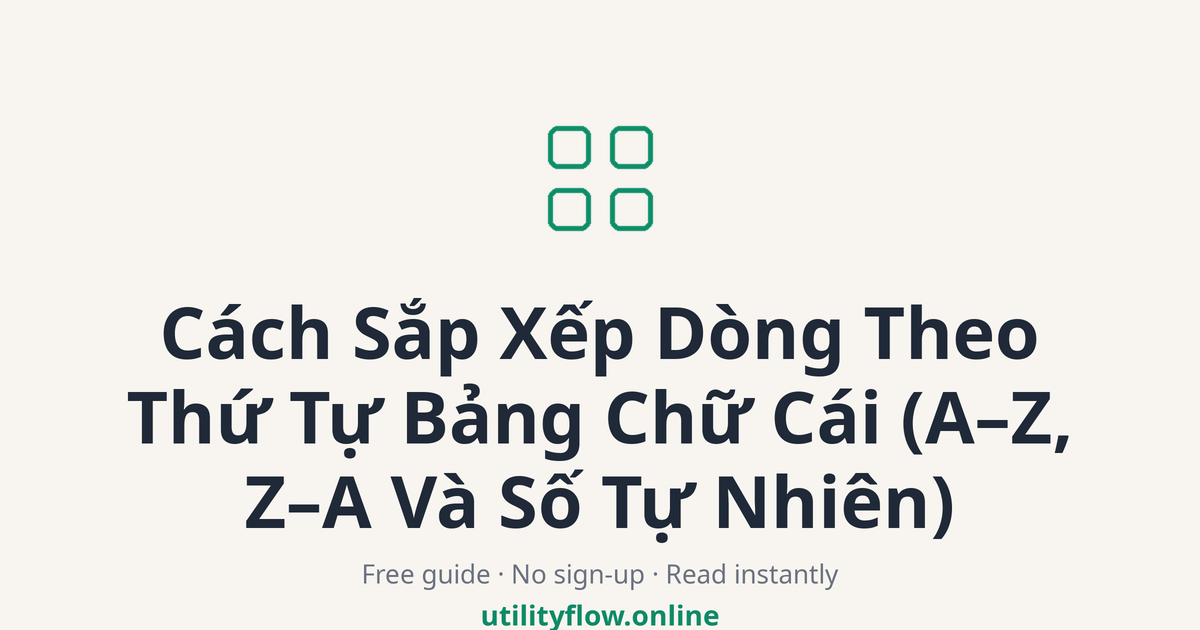 Cách Sắp Xếp Dòng Theo
Thứ Tự Bảng Chữ Cái (A–Z,
Z–A Và Số Tự Nhiên)
Free guide · No sign-up · Read instantly
utilityflow.online